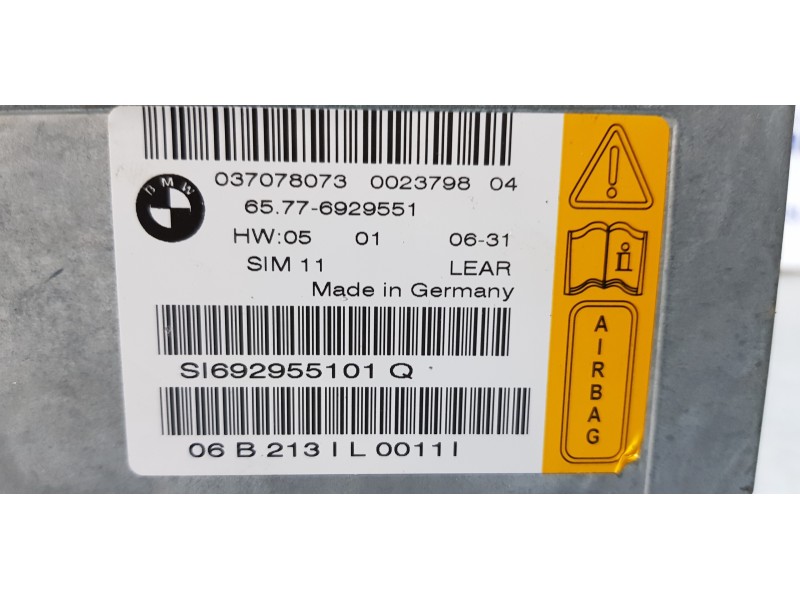 BMW
037078073 0023798 04
65.77-6929551
HW:05 01 06-31
SIM 11 LEAR
Made in Germany
SI692955101 Q
06 B 213 I L 0011 I
i
AIRBAG